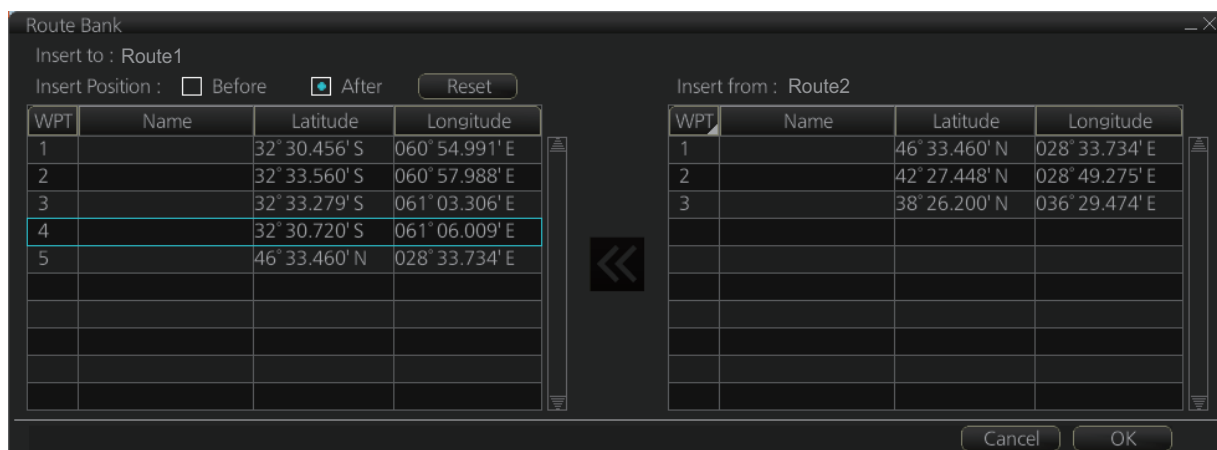 Route Bank
Insert to : Route1
Insert Position : Before After Reset Insert from : Route2
WPT Name Latitude Longitude WPT Name Latitude Longitude
1 32°30.456' S 060°54.991' E 1 46°33.460' N 028°33.734' E
2 32°33.560' S 060°57.988' E 2 42°27.448' N 028°49.275' E
3 32°33.279' S 061°03.306' E 3 38°26.200' N 036°29.474' E
4 32°30.720' S 061°06.009' E
5 46°33.460' N 028°33.734' E
Cancel OK